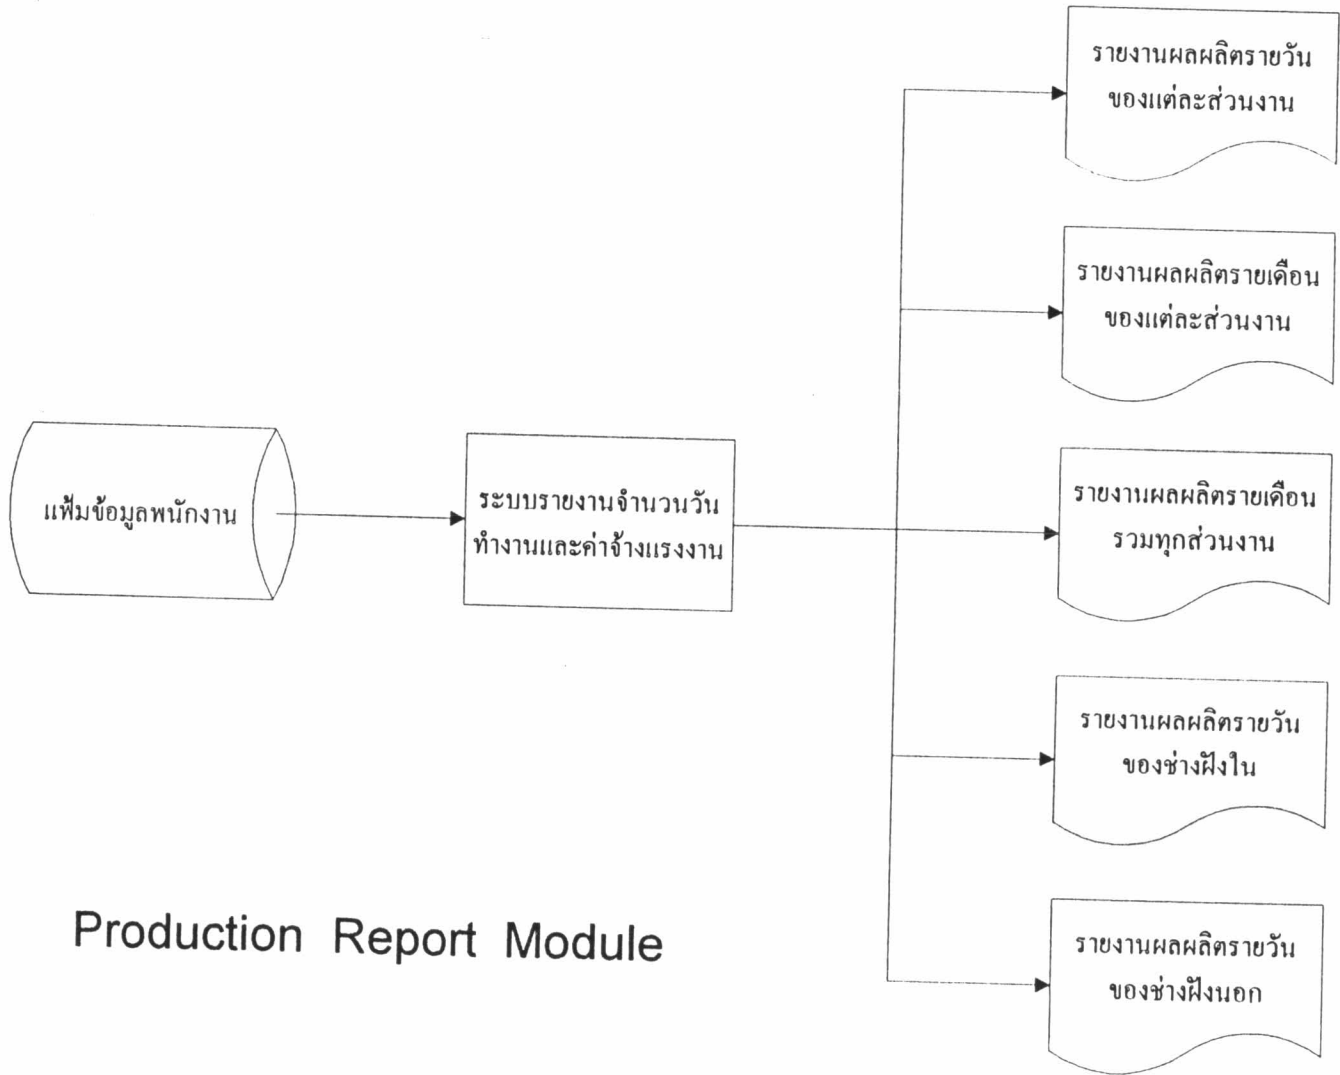 แฟ้มข้อมูลพนักงาน
ระบบรายงานจำนวนวัน
ทำงานและค่าจ้างแรงงาน
รายงานผลผลิตรายวัน
ของแต่ละส่วนงาน
รายงานผลผลิตรายเดือน
ของแต่ละส่วนงาน
รายงานผลผลิตรายเดือน
รวมทุกส่วนงาน
รายงานผลผลิตรายวัน
ของช่างฝังใน
รายงานผลผลิตรายวัน
ของช่างฝังนอก
Production Report Module